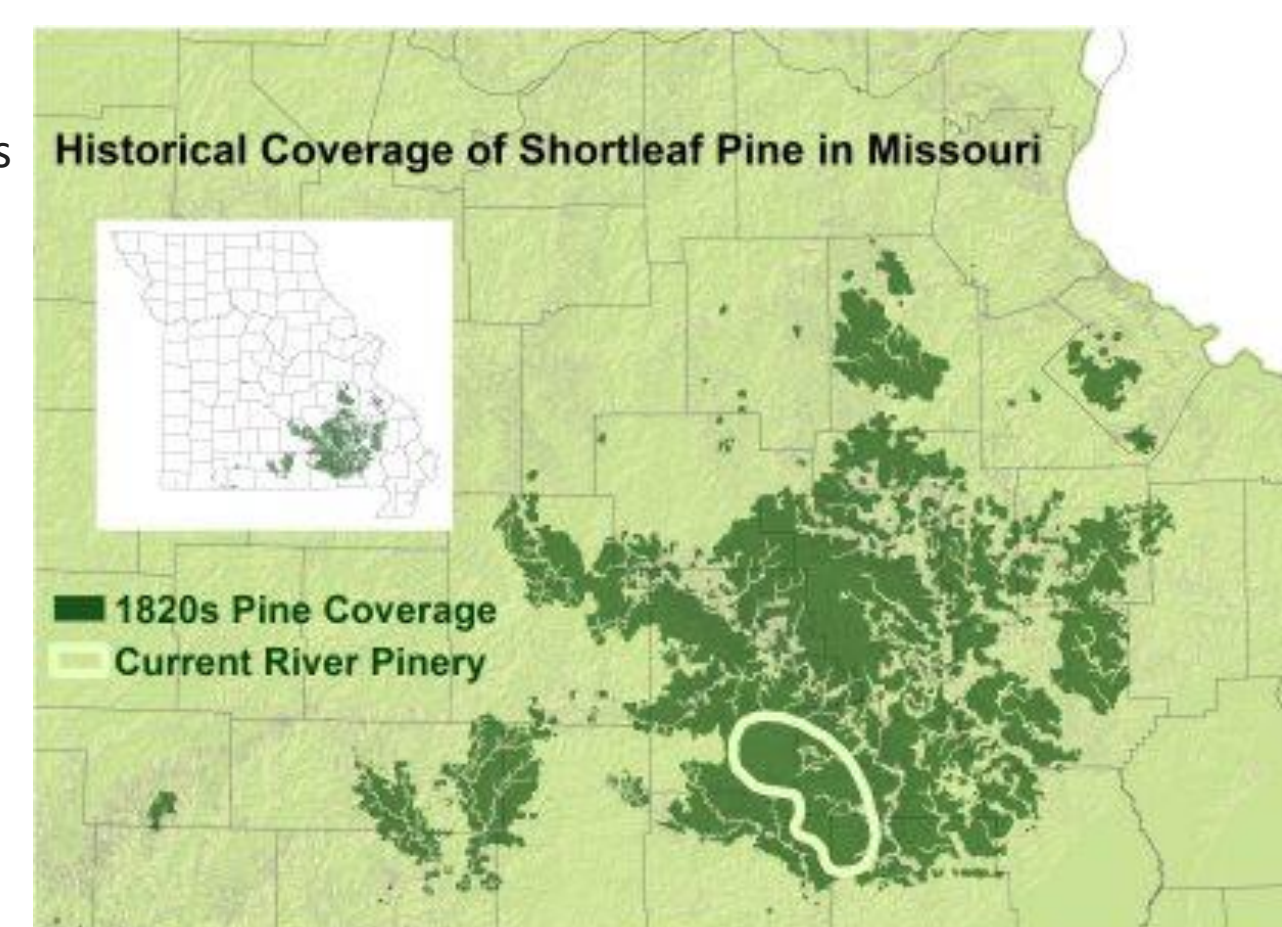 s
Historical Coverage of Shortleaf Pine in Missouri
1820s Pine Coverage
Current River Pinery